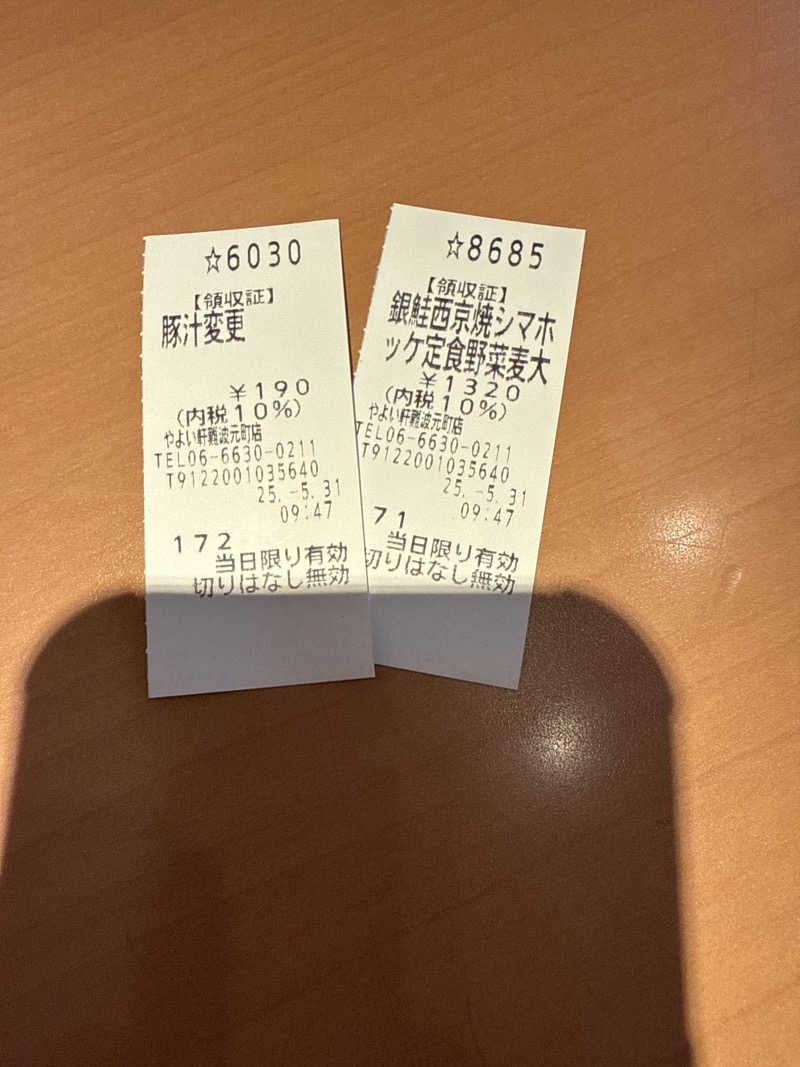 ☆6030
【領収証】
豚汁変更
￥190
(内税10%)
やよい軒難波元町店
TEL06-6630-0211
T9122001035640
25.-5.31
09:47
172
当日限り有効
切りはなし無効
☆8685
【領収証】
銀鮭西京焼シマホ
ッケ定食野菜麦大
￥1320
(内税10%)
やよい軒難波元町店
TEL06-6630-0211
T9122001035640
25.-5.31
09:47
71
当日限り有効
切りはなし無効